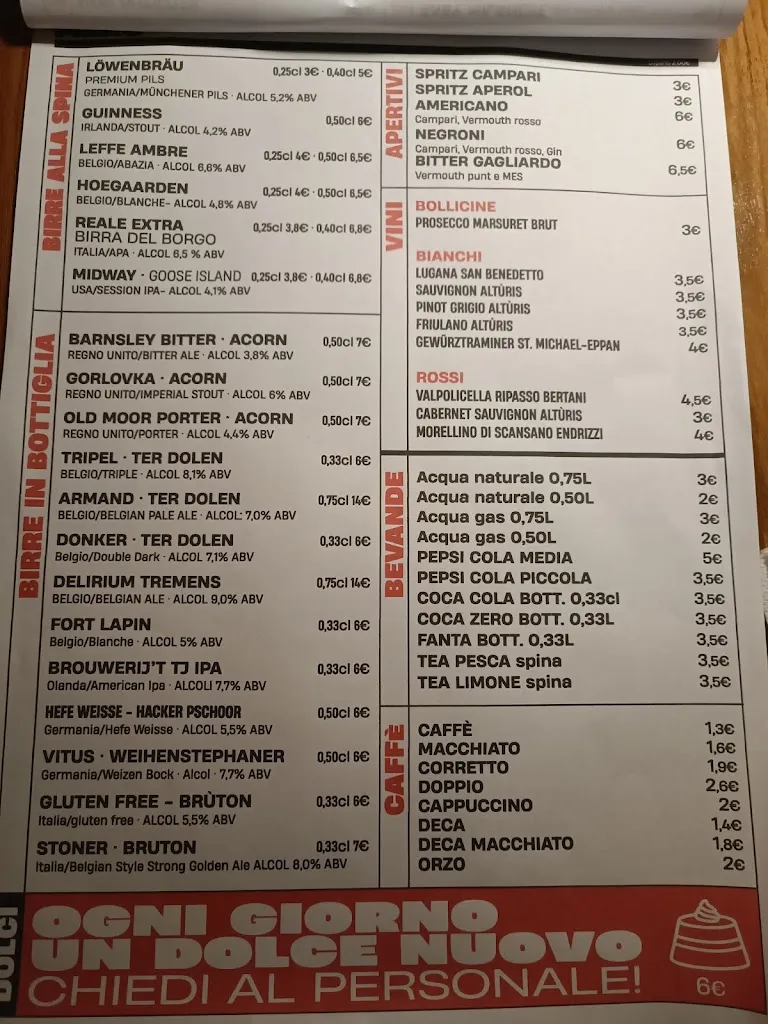 BIRRE ALLA SPINA
LÖWENBRÄU 0,25cl 3€ · 0,40cl 5€
PREMIUM PILS
GERMANIA/MÜNCHENER PILS · ALCOL 5,2% ABV
GUINNESS 0,50cl 6€
IRLANDA/STOUT · ALCOL 4,2% ABV
LEFFE AMBRE 0,25cl 4€ · 0,50cl 6,5€
BELGIO/ABAZIA · ALCOL 6,6% ABV
HOEGAARDEN 0,25cl 4€ · 0,50cl 6,5€
BELGIO/BLANCHE- ALCOL 4,8% ABV
REALE EXTRA 0,25cl 3,8€ · 0,40cl 6,8€
BIRRA DEL BORGO
ITALIA/APA · ALCOL 6,5 % ABV
MIDWAY · GOOSE ISLAND 0,25cl 3,8€ · 0,40cl 6,8€
USA/SESSION IPA- ALCOL 4,1% ABV
BIRRE IN BOTTIGLIA
BARNSLEY BITTER · ACORN 0,50cl 7€
REGNO UNITO/BITTER ALE · ALCOL 3,8% ABV
GORLOVKA · ACORN 0,50cl 7€
REGNO UNITO/IMPERIAL STOUT · ALCOL 6% ABV
OLD MOOR PORTER · ACORN 0,50cl 7€
REGNO UNITO/PORTER · ALCOL 4,4% ABV
TRIPEL · TER DOLEN 0,33cl 6€
BELGIO/TRIPLE · ALCOL 8,1% ABV
ARMAND · TER DOLEN 0,75cl 14€
BELGIO/BELGIAN PALE ALE · ALCOL: 7,0% ABV
DONKER · TER DOLEN 0,33cl 6€
Belgio/Double Dark · ALCOL 7,1% ABV
DELIRIUM TREMENS 0,75cl 14€
BELGIO/BELGIAN ALE · ALCOL 9,0% ABV
FORT LAPIN 0,33cl 6€
Belgio/Blanche · ALCOL 5% ABV
BROUWERIJ'T TJ IPA 0,33cl 6€
Olanda/American Ipa · ALCOLI 7,7% ABV
HEFE WEISSE - HACKER PSCHOOR 0,50cl 6€
Germania/Hefe Weisse · ALCOL 5,5% ABV
VITUS · WEIHENSTEPHANER 0,50cl 6€
Germania/Weizen Bock · Alcol · 7,7% ABV
GLUTEN FREE - BRÙTON 0,33cl 6€
Italia/gluten free · ALCOL 5,5% ABV
STONER · BRUTON 0,33cl 7€
Italia/Belgian Style Strong Golden Ale ALCOL 8,0% ABV
APERTIVI
SPRITZ CAMPARI 3€
SPRITZ APEROL 3€
AMERICANO 6€
Campari, Vermouth rosso
NEGRONI 6€
Campari, Vermouth rosso, Gin
BITTER GAGLIARDO 6,5€
Vermouth punt e MES
VINI
BOLLICINE
PROSECCO MARSURET BRUT 3€
BIANCHI
LUGANA SAN BENEDETTO 3,5€
SAUVIGNON ALTÙRIS 3,5€
PINOT GRIGIO ALTÙRIS 3,5€
FRIULANO ALTÙRIS 3,5€
GEWÜRZTRAMINER ST. MICHAEL-EPPAN 4€
ROSSI
VALPOLICELLA RIPASSO BERTANI 4,5€
CABERNET SAUVIGNON ALTÙRIS 3€
MORELLINO DI SCANSANO ENDRIZZI 4€
BEVANDE
Acqua naturale 0,75L 3€
Acqua naturale 0,50L 2€
Acqua gas 0,75L 3€
Acqua gas 0,50L 2€
PEPSI COLA MEDIA 5€
PEPSI COLA PICCOLA 3,5€
COCA COLA BOTT. 0,33cl 3,5€
COCA ZERO BOTT. 0,33L 3,5€
FANTA BOTT. 0,33L 3,5€
TEA PESCA spina 3,5€
TEA LIMONE spina 3,5€
CAFFÈ
CAFFÈ 1,3€
MACCHIATO 1,6€
CORRETTO 1,9€
DOPPIO 2,6€
CAPPUCCINO 2€
DECA 1,4€
DECA MACCHIATO 1,8€
ORZO 2€
DOLCI
OGNI GIORNO
UN DOLCE NUOVO
CHIEDI AL PERSONALE!
6€